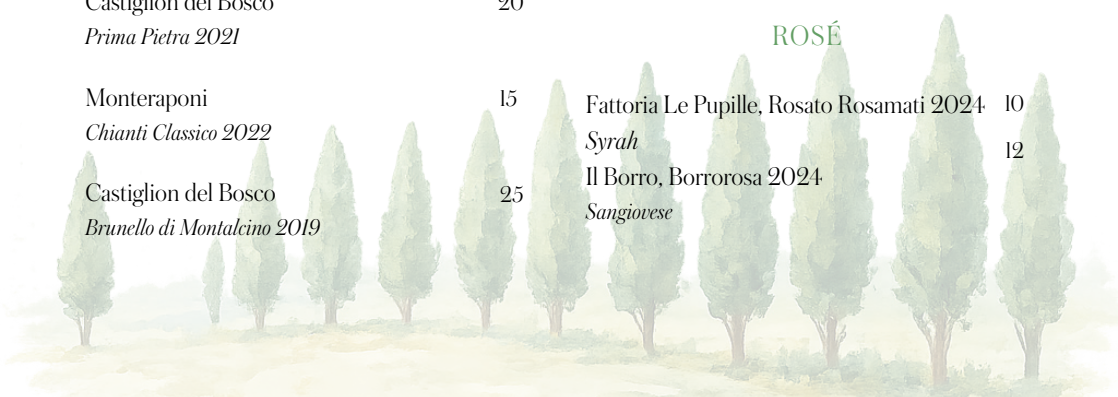 Castiglion del Bosco 20
Prima Pietra 2021
Monteraponi 15
Chianti Classico 2022
Castiglion del Bosco 25
Brunello di Montalcino 2019
ROSÉ
Fattoria Le Pupille, Rosato Rosamati 2024 10
Syrah
12
Il Borro, Borrorosa 2024
Sangiovese